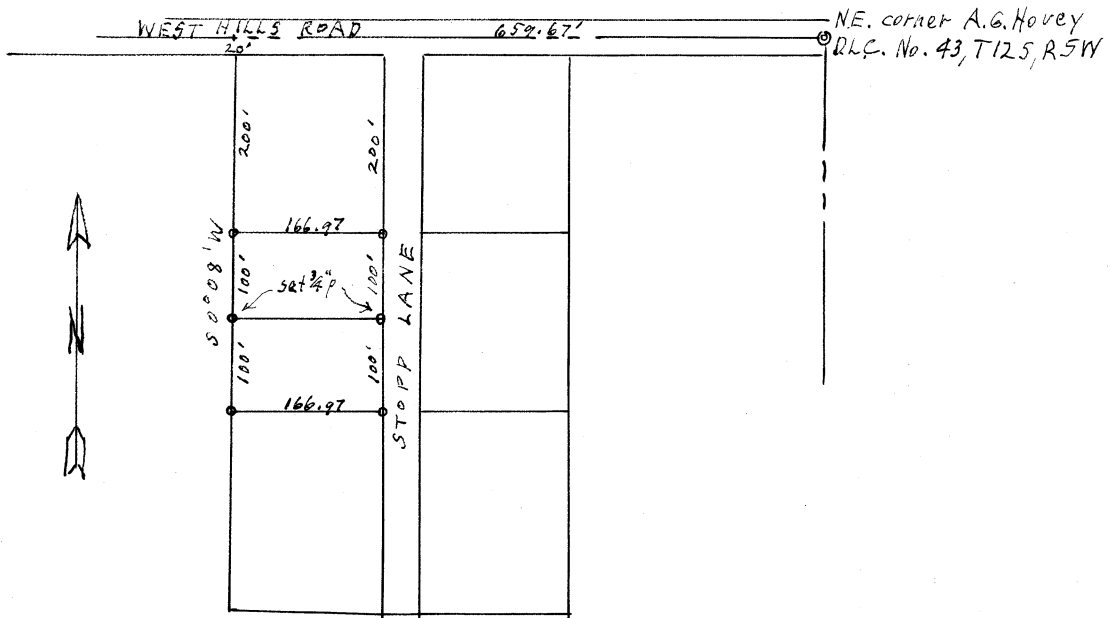 WEST HILLS ROAD 659.67'
N.E. corner A.G. Hovey
D.L.C. No. 43, T12S, R5W
20'
200'
200'
166.97
S 0°08' W
100'
set 3/4" p
100'
STOPP LANE
100'
100'
166.97
N